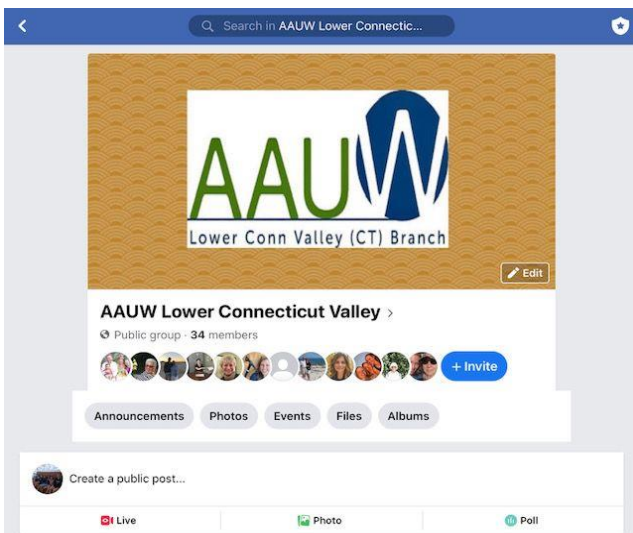 Search in AAUW Lower Connectic...
AAUW
Lower Conn Valley (CT) Branch
Edit
AAUW Lower Connecticut Valley >
Public group · 34 members
+ Invite
Announcements Photos Events Files Albums
Create a public post...
Live Photo Poll